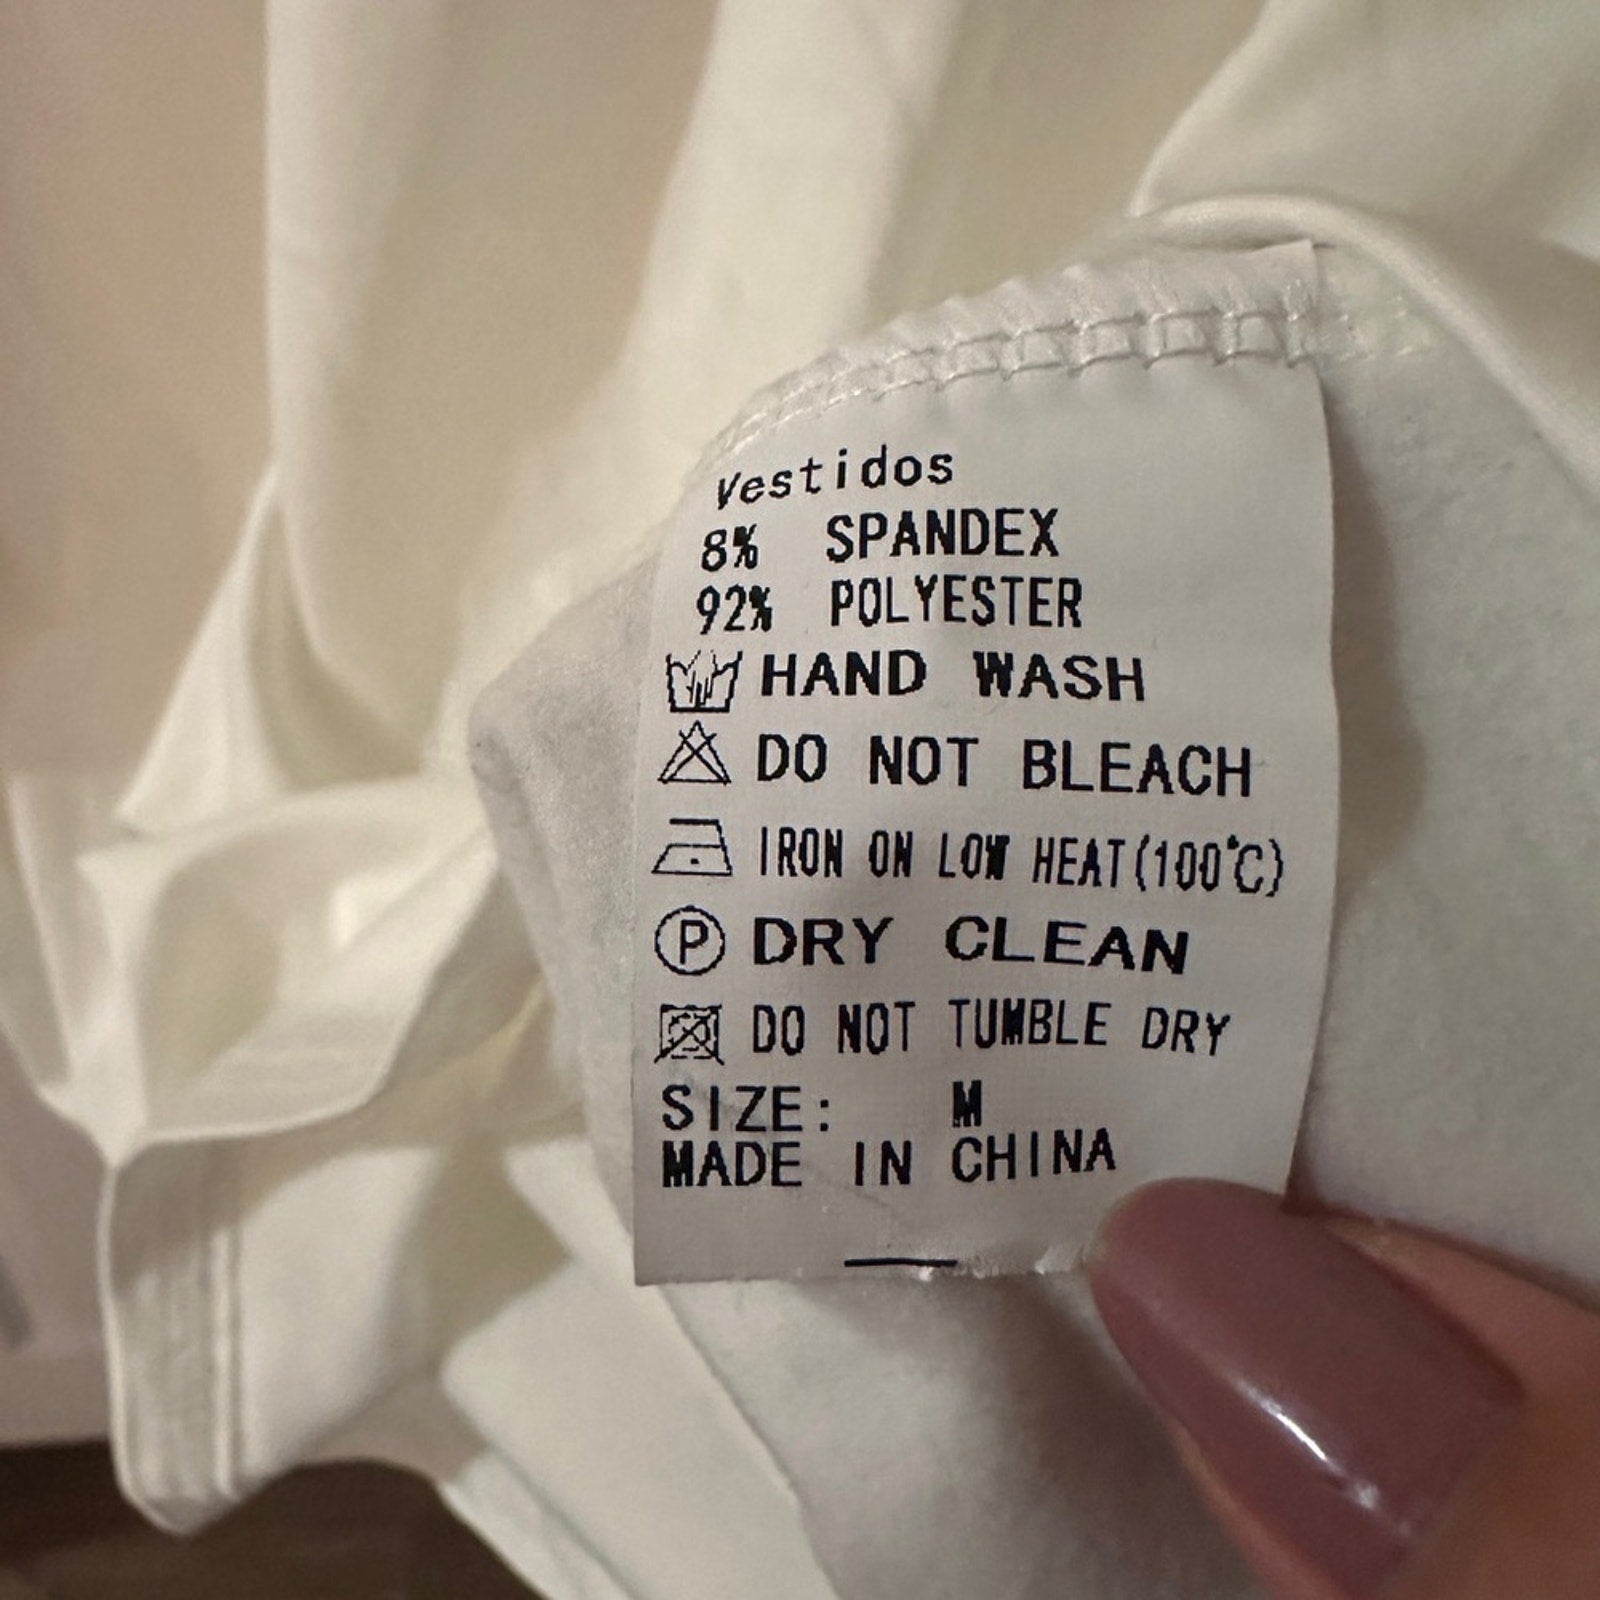 Vestidos
8% SPANDEX
92% POLYESTER
HAND WASH
DO NOT BLEACH
IRON ON LOW HEAT(100°C)
P DRY CLEAN
DO NOT TUMBLE DRY
SIZE: M
MADE IN CHINA